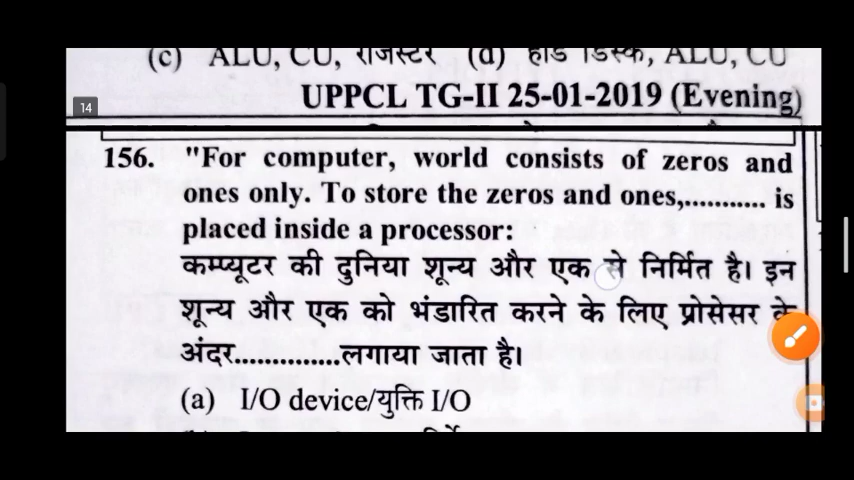 (c) ALU, CU, राजिस्टर (d) हार्ड डिस्क, ALU, CU
14
UPPCL TG-II 25-01-2019 (Evening)
156. "For computer, world consists of zeros and
ones only. To store the zeros and ones,........... is
placed inside a processor:
कम्प्यूटर की दुनिया शून्य और एक से निर्मित है। इन
शून्य और एक को भंडारित करने के लिए प्रोसेसर के
अंदर.............लगाया जाता है।
(a) I/O device/युक्ति I/O